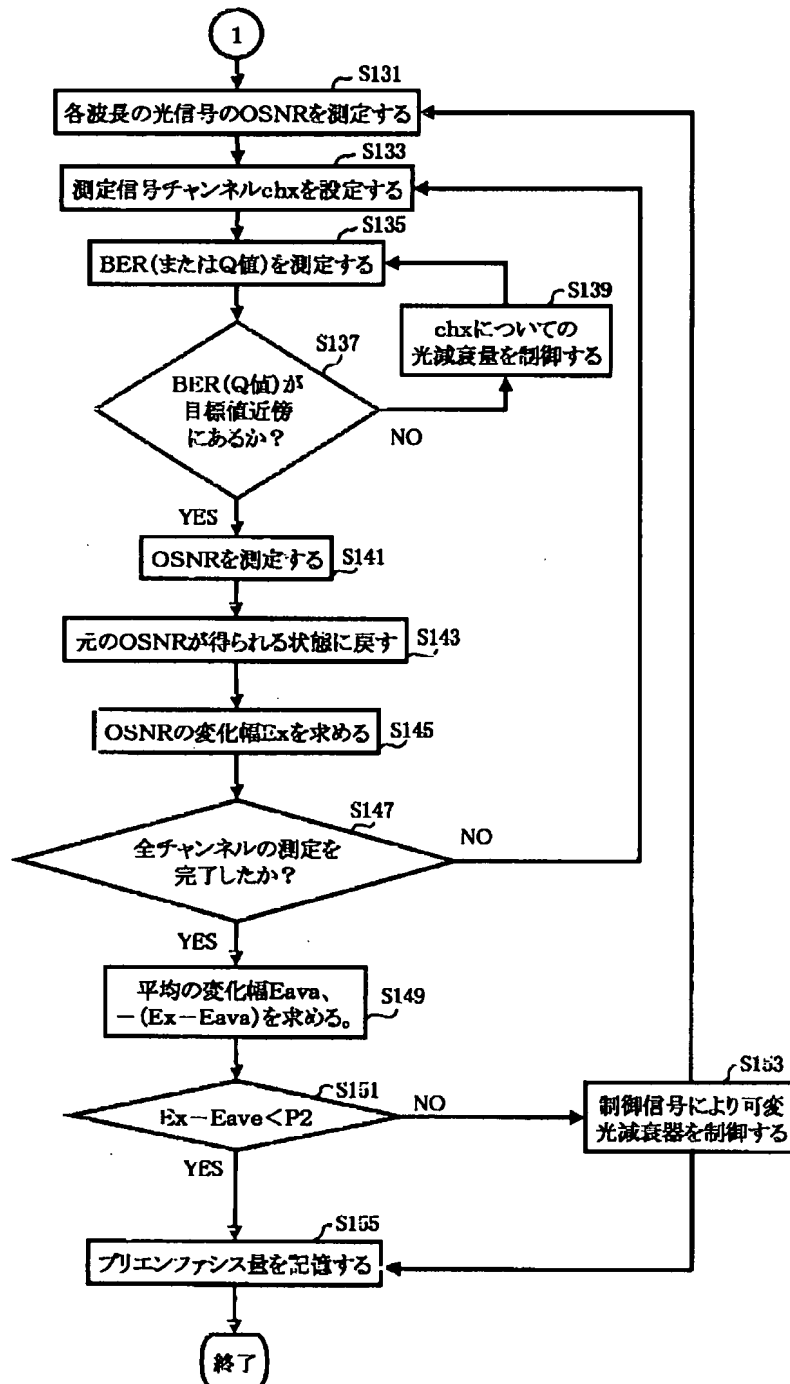 1
S131
各波長の光信号のOSNRを測定する
S133
測定信号チャンネルchxを設定する
S135
BER(またはQ値)を測定する
S139
chxについての
光減衰量を制御する
S137
BER(Q値)が
目標値近傍
にあるか？
NO
YES
OSNRを測定する
S141
元のOSNRが得られる状態に戻す
S143
OSNRの変化幅Exを求める
S145
S147
全チャンネルの測定を
完了したか？
NO
YES
平均の変化幅Eava、
－(Ex－Eava)を求める。
S149
S151
Ex－Eave＜P2
NO
S153
制御信号により可変
光減衰器を制御する
YES
S155
プリエンファシス量を記憶する
終了